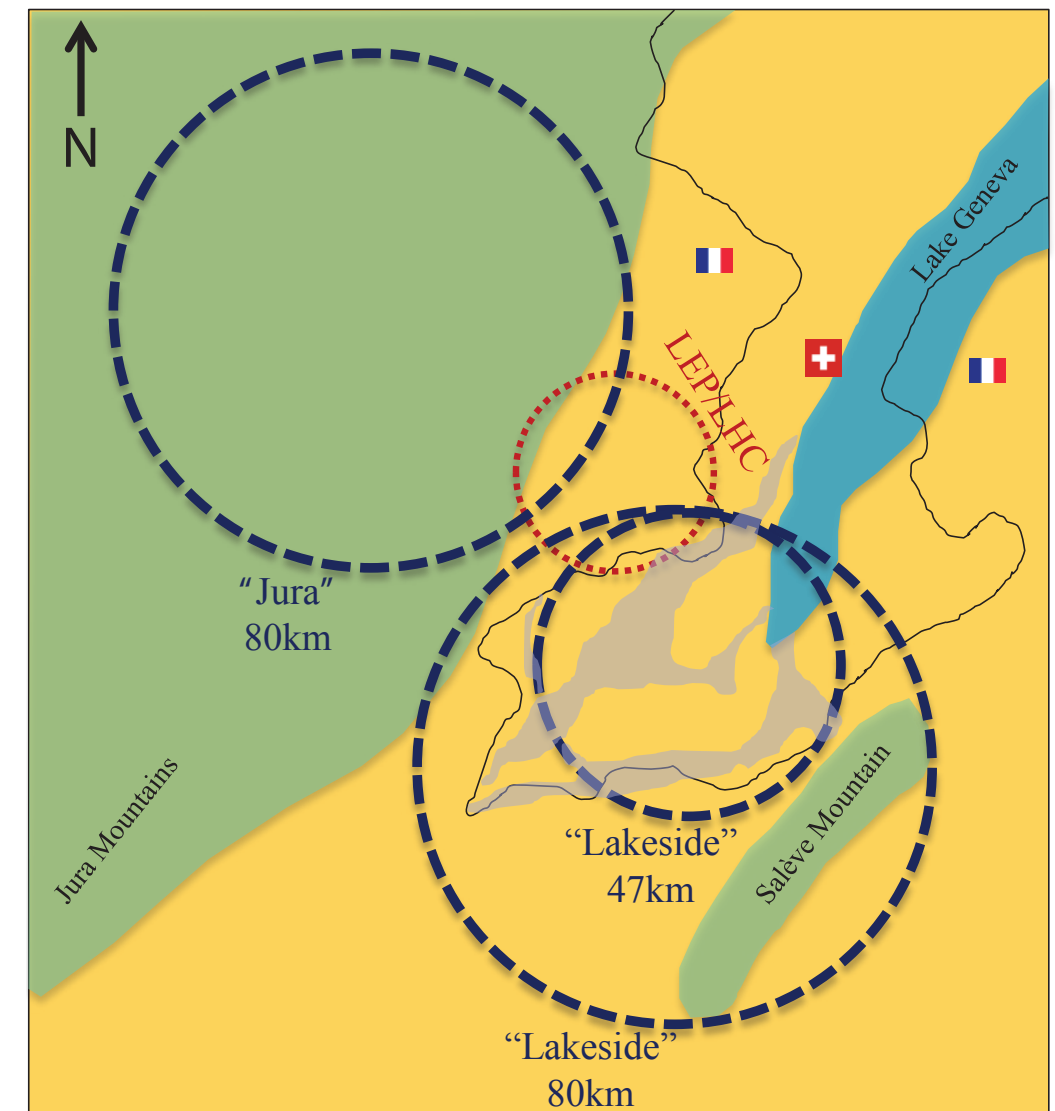 N
Lake Geneva
LEP/LHC
"Jura"
80km
Jura Mountains
“Lakeside”
47km
Salève Mountain
“Lakeside”
80km